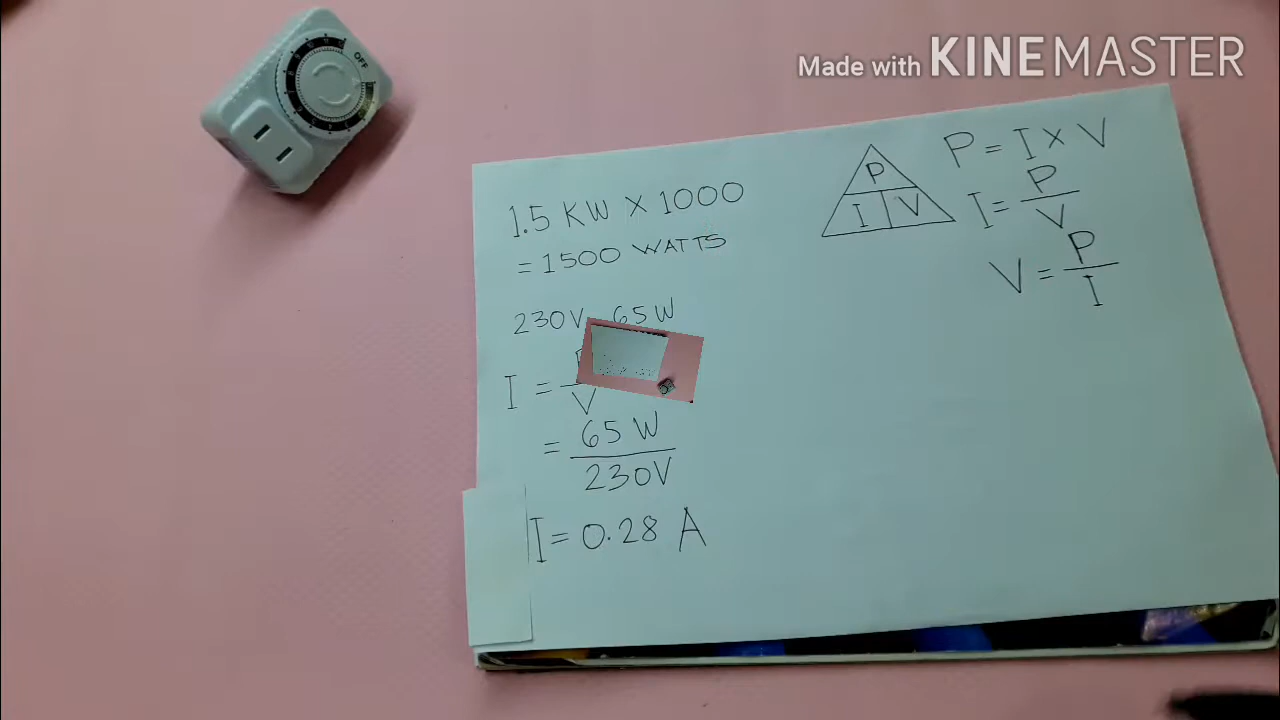 Made with KINEMASTER
OFF
1.5 KW X 1000
= 1500 WATTS
230V 65W
I =
V
= 65 W
230V
I = 0.28 A
P
I V
P = I X V
I = P
V
V = P
I